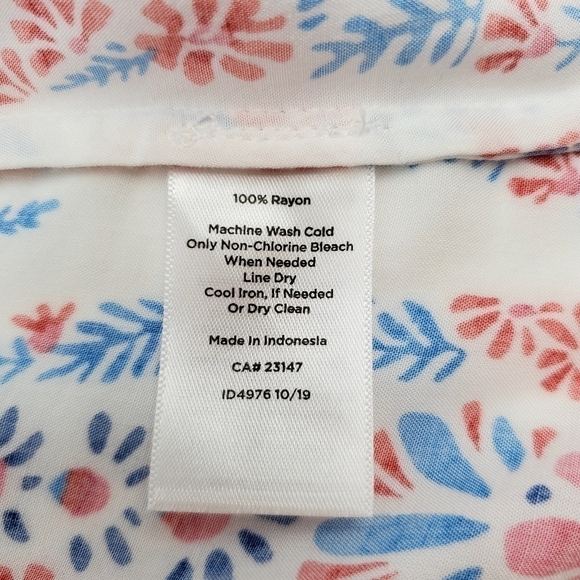 100% Rayon
Machine Wash Cold
Only Non-Chlorine Bleach
When Needed
Line Dry
Cool Iron, If Needed
Or Dry Clean
Made In Indonesia
CA# 23147
ID4976 10/19